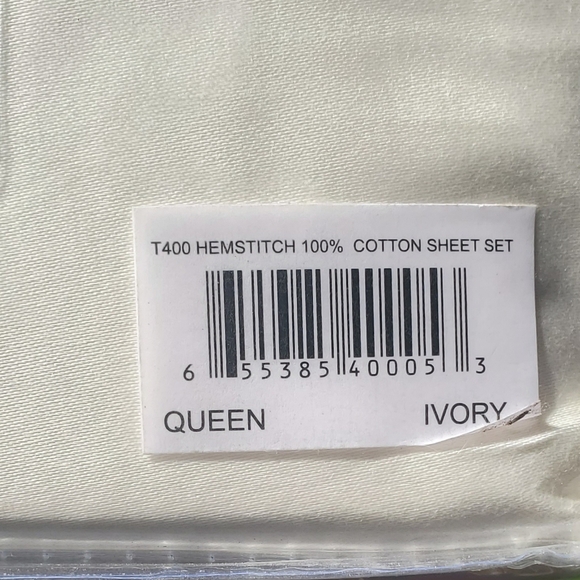 T400 HEMSTITCH 100% COTTON SHEET SET
6 55385 40005 3
QUEEN IVORY